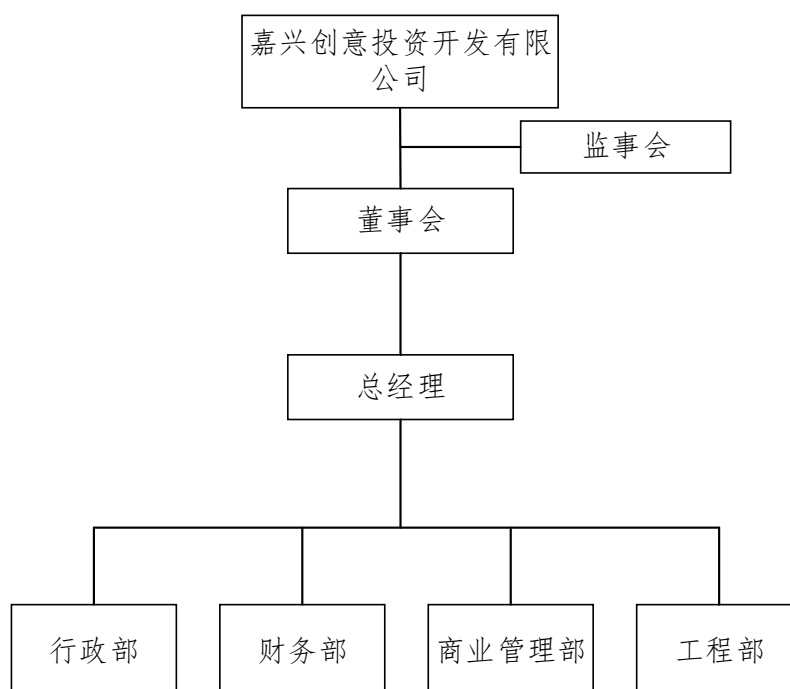 嘉兴创意投资开发有限
公司
监事会
董事会
总经理
行政部
财务部
商业管理部
工程部